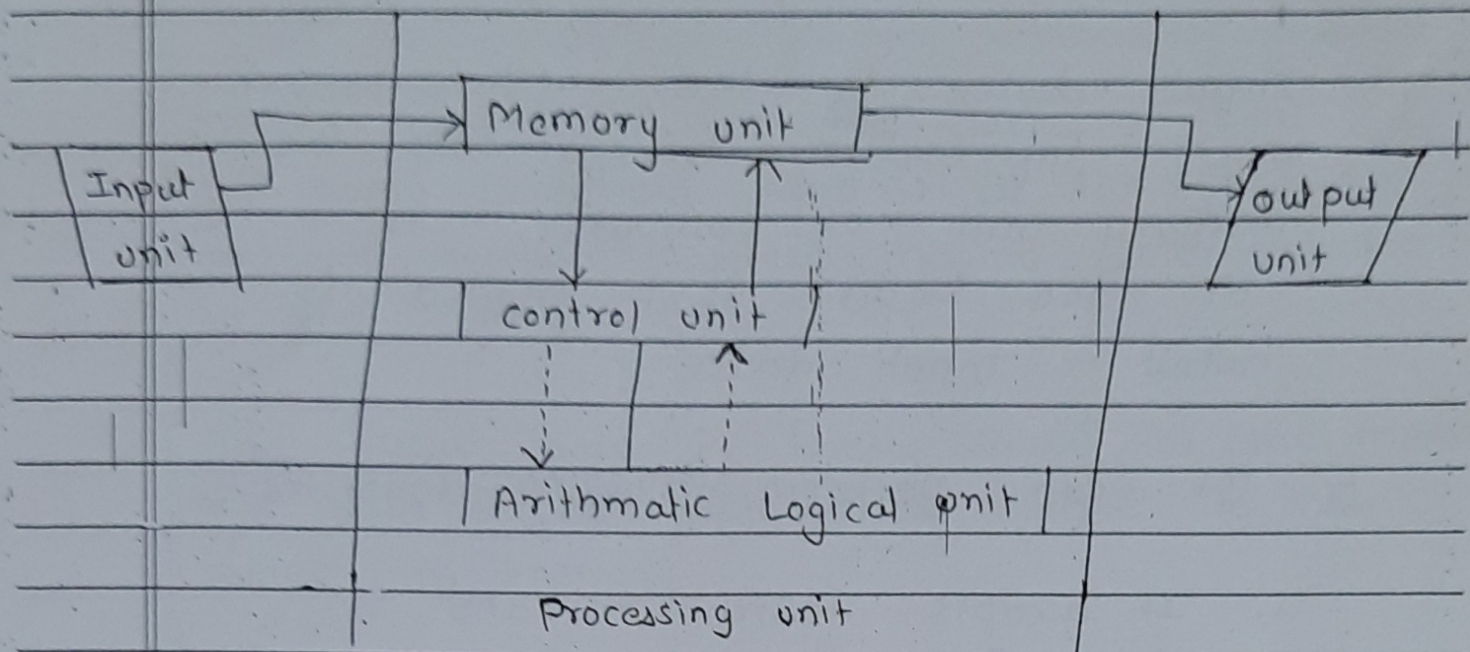 Memory unit
Input
unit
output
unit
control unit
Arithmatic Logical unit
Processing unit